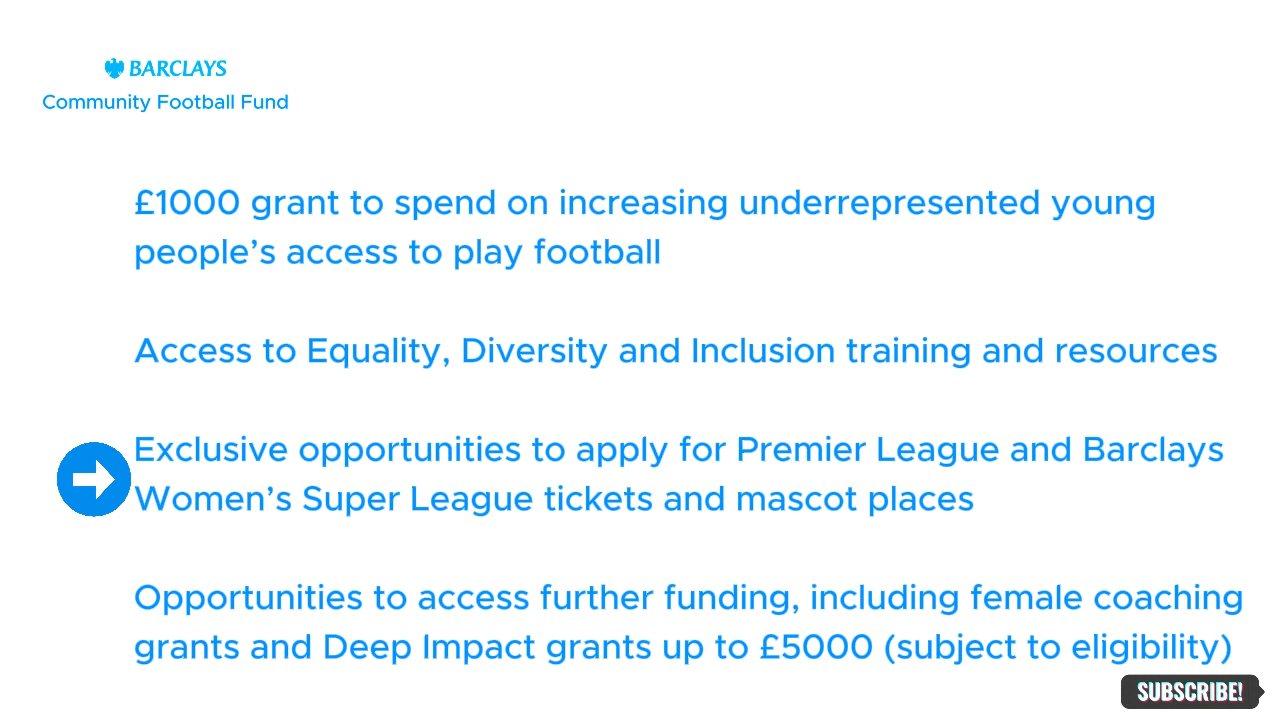 BARCLAYS
Community Football Fund
£1000 grant to spend on increasing underrepresented young
people’s access to play football
Access to Equality, Diversity and Inclusion training and resources
Exclusive opportunities to apply for Premier League and Barclays
Women’s Super League tickets and mascot places
Opportunities to access further funding, including female coaching
grants and Deep Impact grants up to £5000 (subject to eligibility)
SUBSCRIBE!